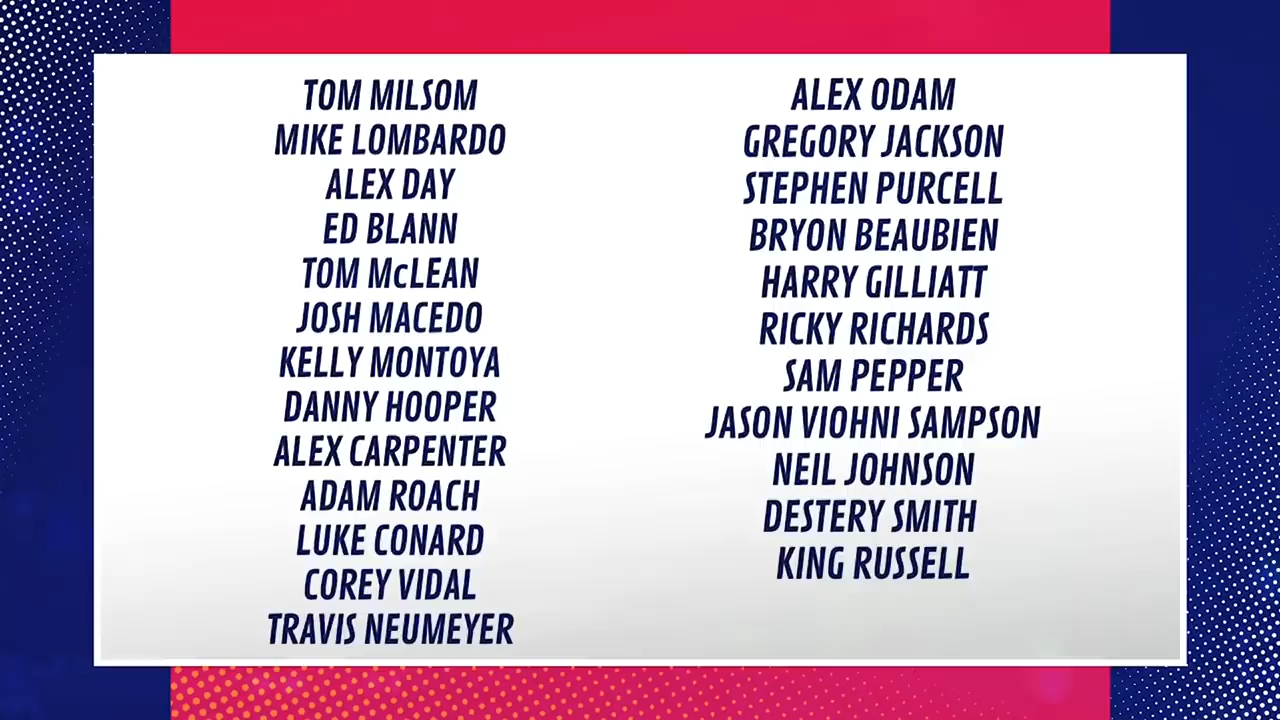 TOM MILSOM
MIKE LOMBARDO
ALEX DAY
ED BLANN
TOM McLEAN
JOSH MACEDO
KELLY MONTOYA
DANNY HOOPER
ALEX CARPENTER
ADAM ROACH
LUKE CONARD
COREY VIDAL
TRAVIS NEUMEYER
ALEX ODAM
GREGORY JACKSON
STEPHEN PURCELL
BRYON BEAUBIEN
HARRY GILLIATT
RICKY RICHARDS
SAM PEPPER
JASON VIOHNI SAMPSON
NEIL JOHNSON
DESTERY SMITH
KING RUSSELL